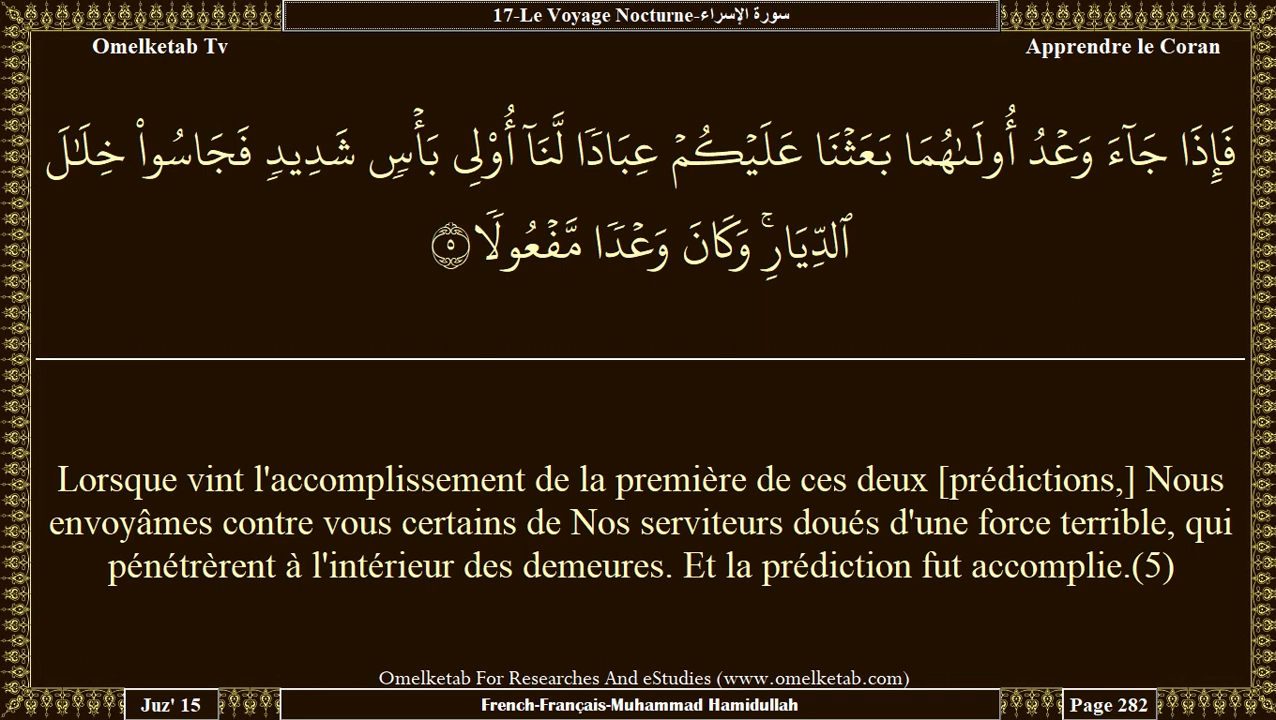 17-Le Voyage Nocturne-سورة الإسراء
Omelketab Tv
Apprendre le Coran
فَإِذَا جَآءَ وَعۡدُ أُولَىٰهُمَا بَعَثۡنَا عَلَيۡكُمۡ عِبَادٗا لَّنَآ أُوْلِي بَأۡسٖ شَدِيدٖ فَجَاسُواْ خِلَٰلَ
ٱلدِّيَارِۚ وَكَانَ وَعۡدٗا مَّفۡعُولٗا ٥
Lorsque vint l'accomplissement de la première de ces deux [prédictions,] Nous
envoyâmes contre vous certains de Nos serviteurs doués d'une force terrible, qui
pénétrèrent à l'intérieur des demeures. Et la prédiction fut accomplie.(5)
Omelketab For Researches And eStudies (www.omelketab.com)
Juz' 15
French-Français-Muhammad Hamidullah
Page 282